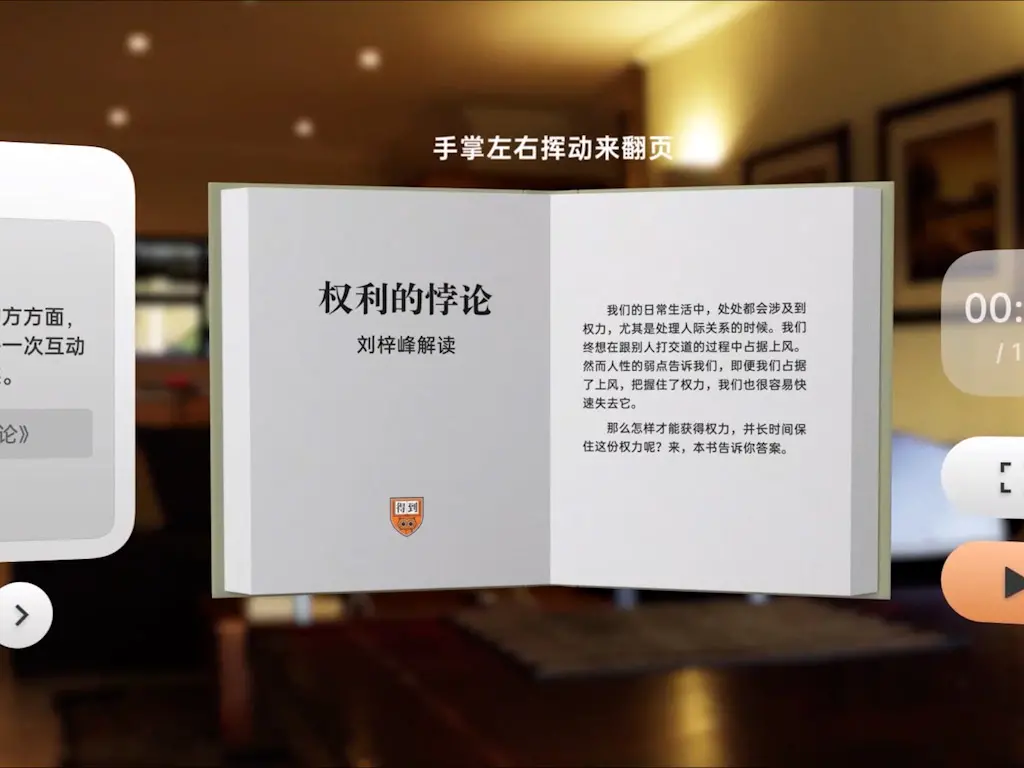 手掌左右挥动来翻页
方方面，
一次互动
。
论》
权利的悖论
刘梓峰解读
得到
我们的日常生活中，处处都会涉及到
权力，尤其是处理人际关系的时候。我们
终想在跟别人打交道的过程中占据上风。
然而人性的弱点告诉我们，即便我们占据
了上风，把握住了权力，我们也很容易快
速失去它。
那么怎样才能获得权力，并长时间保
住这份权力呢？来，本书告诉你答案。
00:
/ 1